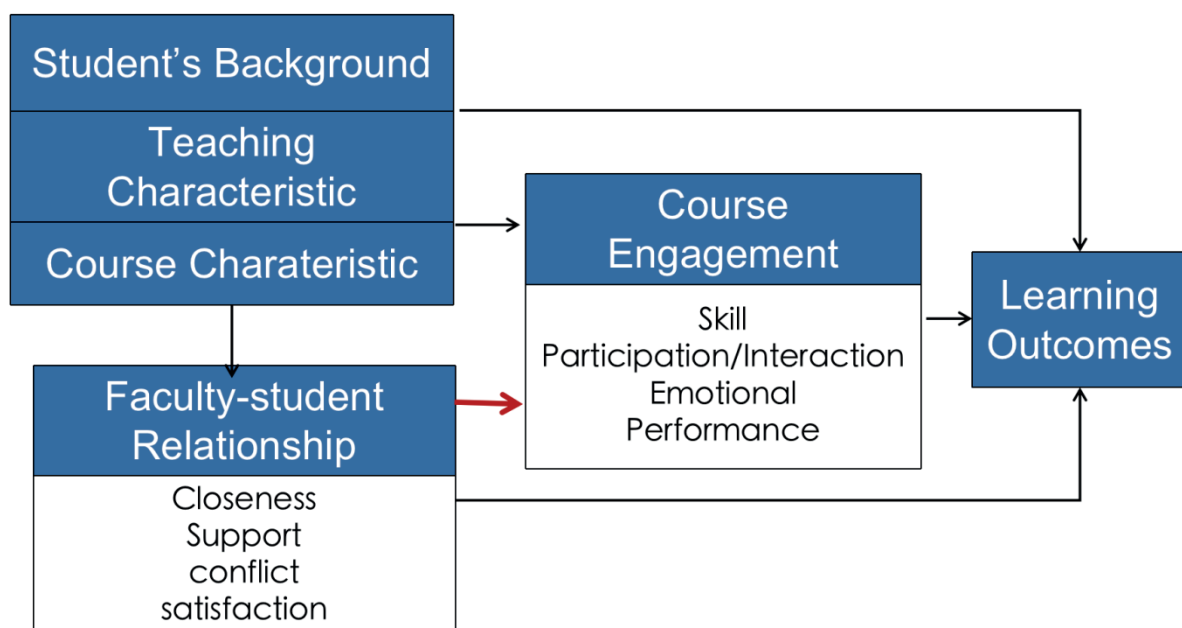 Student’s Background
Teaching
Characteristic
Course Charateristic
Faculty-student
Relationship
Closeness
Support
conflict
satisfaction
Course
Engagement
Skill
Participation/Interaction
Emotional
Performance
Learning
Outcomes